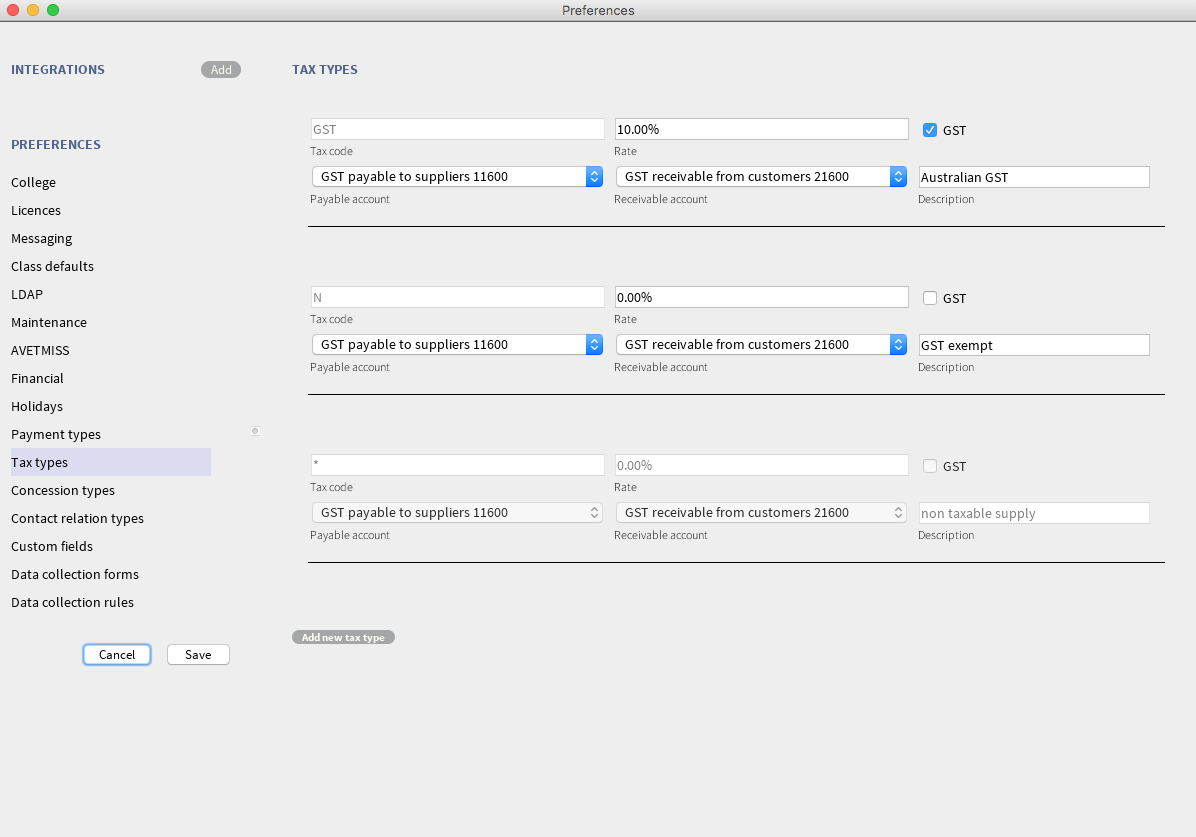 Preferences
INTEGRATIONS Add
PREFERENCES
College
Licences
Messaging
Class defaults
LDAP
Maintenance
AVETMISS
Financial
Holidays
Payment types
Tax types
Concession types
Contact relation types
Custom fields
Data collection forms
Data collection rules
Cancel Save
TAX TYPES
GST 10.00% GST
Tax code Rate
GST payable to suppliers 11600 GST receivable from customers 21600 Australian GST
Payable account Receivable account Description
N 0.00% GST
Tax code Rate
GST payable to suppliers 11600 GST receivable from customers 21600 GST exempt
Payable account Receivable account Description
* 0.00% GST
Tax code Rate
GST payable to suppliers 11600 GST receivable from customers 21600 non taxable supply
Payable account Receivable account Description
Add new tax type